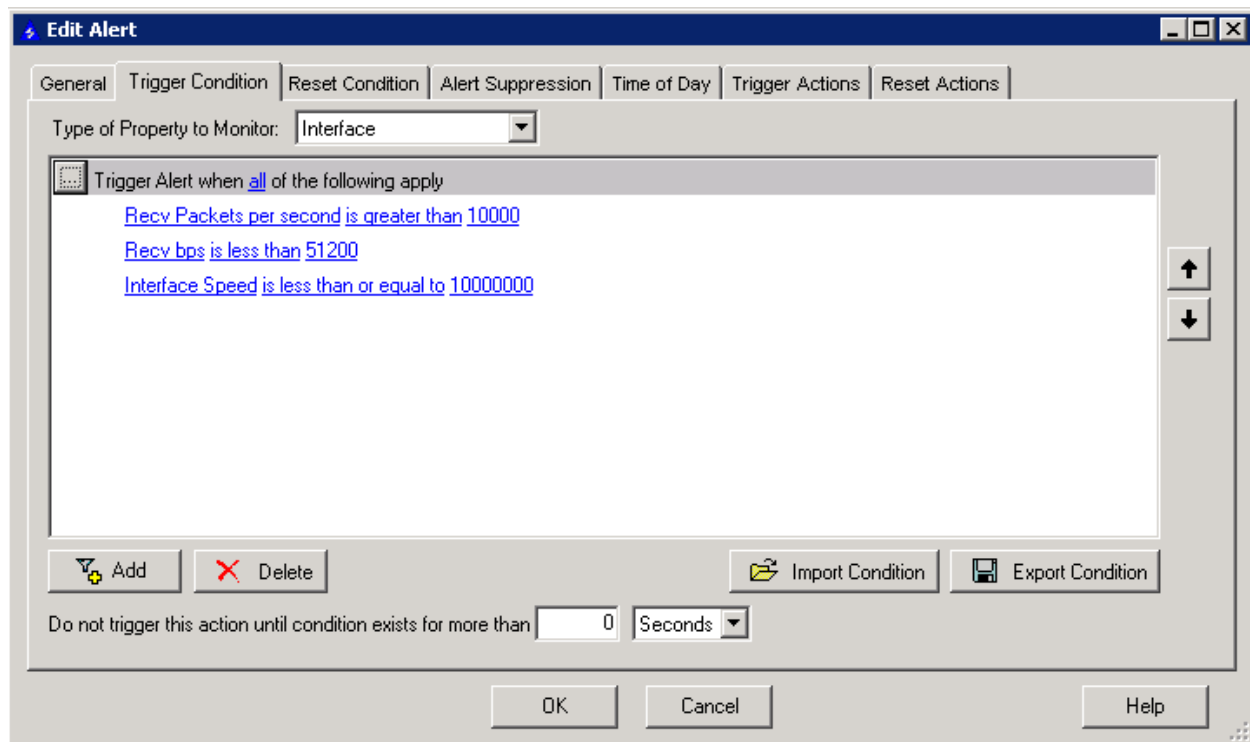 Edit Alert
General Trigger Condition Reset Condition Alert Suppression Time of Day Trigger Actions Reset Actions
Type of Property to Monitor: Interface
... Trigger Alert when all of the following apply
Recv Packets per second is greater than 10000
Recv bps is less than 51200
Interface Speed is less than or equal to 10000000
Add Delete Import Condition Export Condition
Do not trigger this action until condition exists for more than 0 Seconds
OK Cancel Help